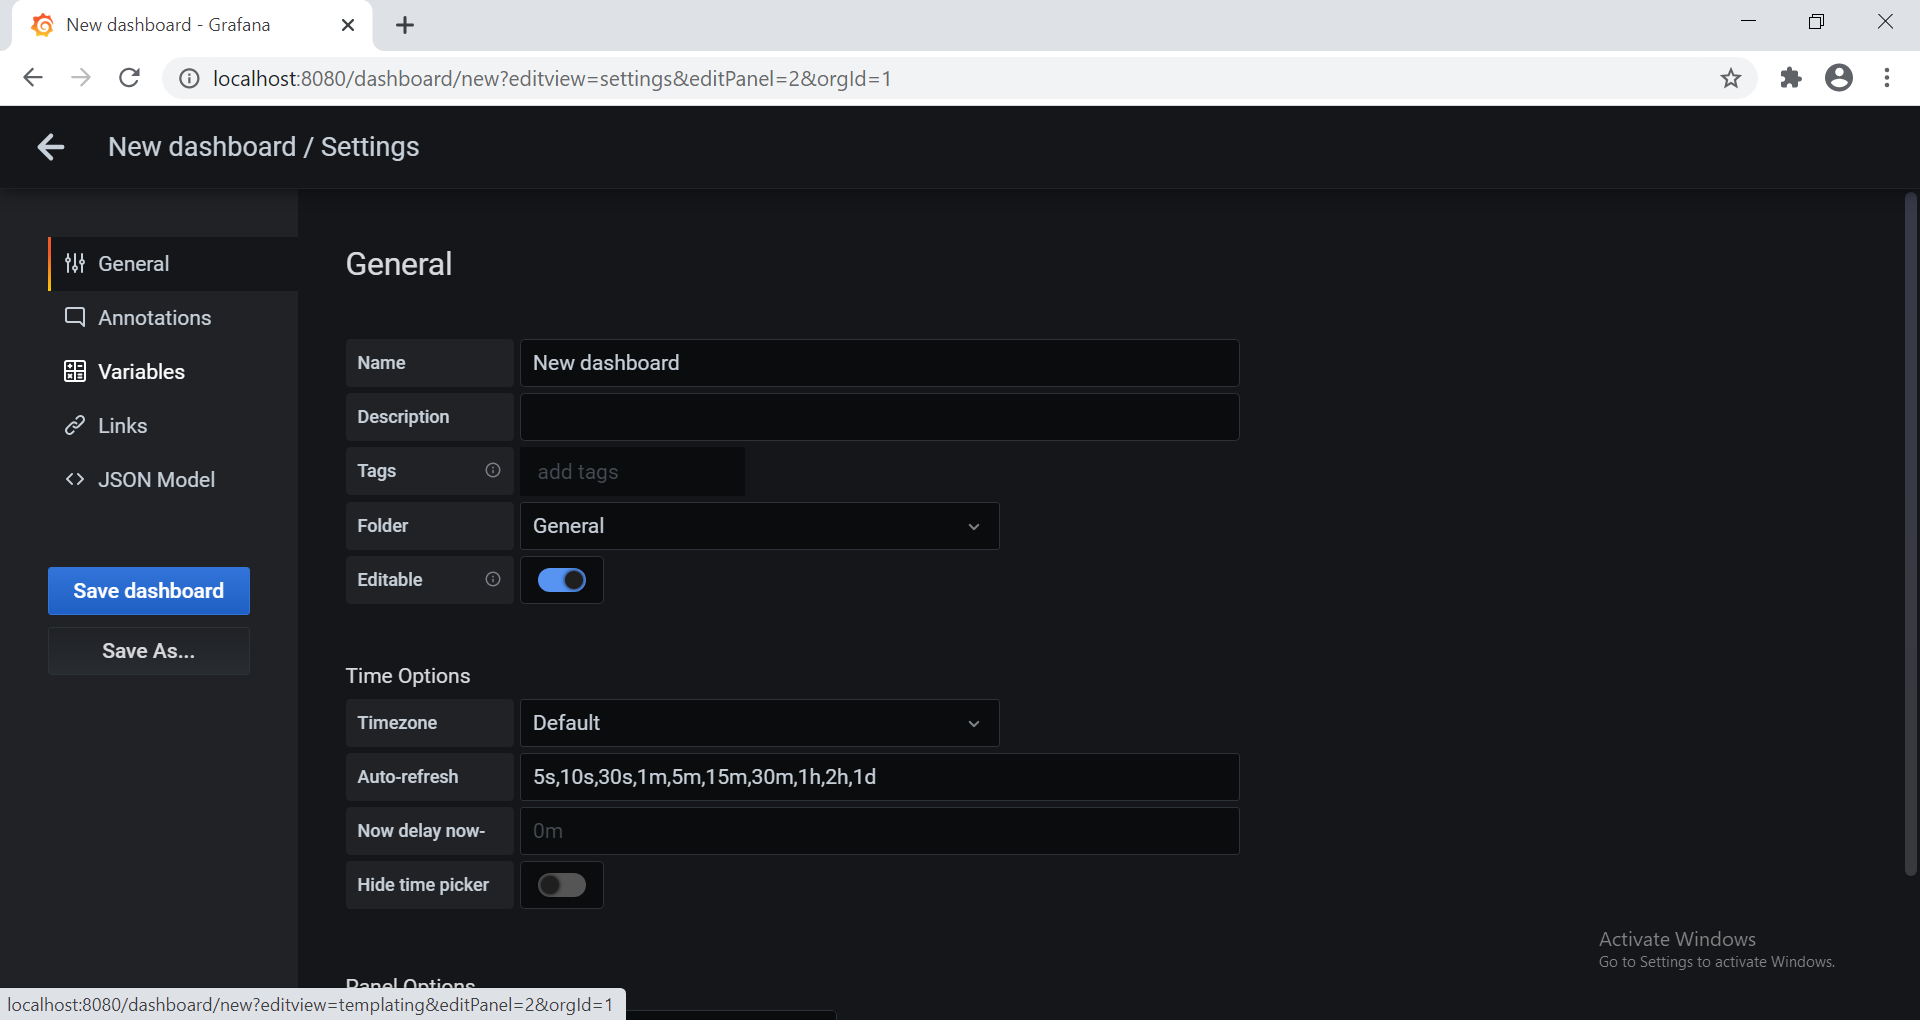 New dashboard - Grafana
localhost:8080/dashboard/new?editview=settings&editPanel=2&orgId=1
New dashboard / Settings
General
Annotations
Variables
Links
JSON Model
Save dashboard
Save As...
General
Name
New dashboard
Description
Tags
add tags
Folder
General
Editable
Time Options
Timezone
Default
Auto-refresh
5s,10s,30s,1m,5m,15m,30m,1h,2h,1d
Now delay now-
0m
Hide time picker
Panel Options
Activate Windows
Go to Settings to activate Windows.
localhost:8080/dashboard/new?editview=templating&editPanel=2&orgId=1